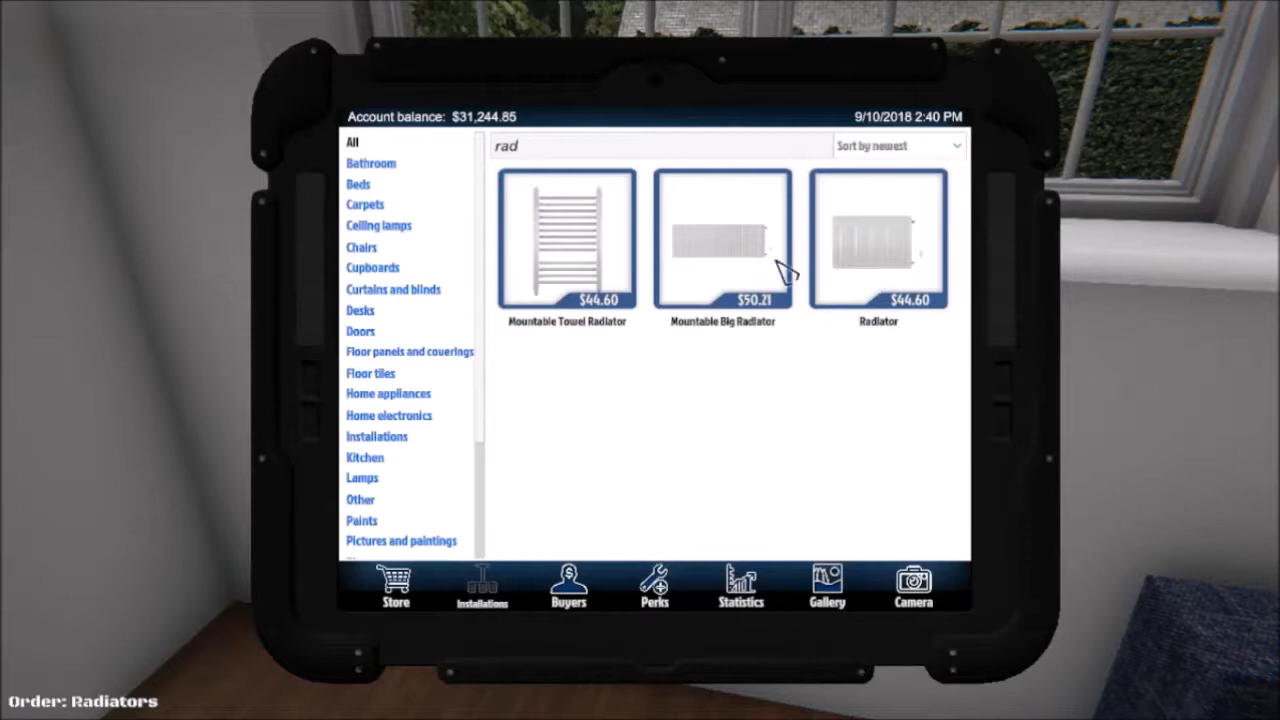 Account balance: $31,244.85
9/10/2018 2:40 PM
All
Bathroom
Beds
Carpets
Ceiling lamps
Chairs
Cupboards
Curtains and blinds
Desks
Doors
Floor panels and coverings
Floor tiles
Home appliances
Home electronics
Installations
Kitchen
Lamps
Other
Paints
Pictures and paintings
rad
Sort by newest
$44.60
$50.21
$44.60
Mountable Towel Radiator
Mountable Big Radiator
Radiator
Store
Installations
Buyers
Perks
Statistics
Gallery
Camera
Order: Radiators